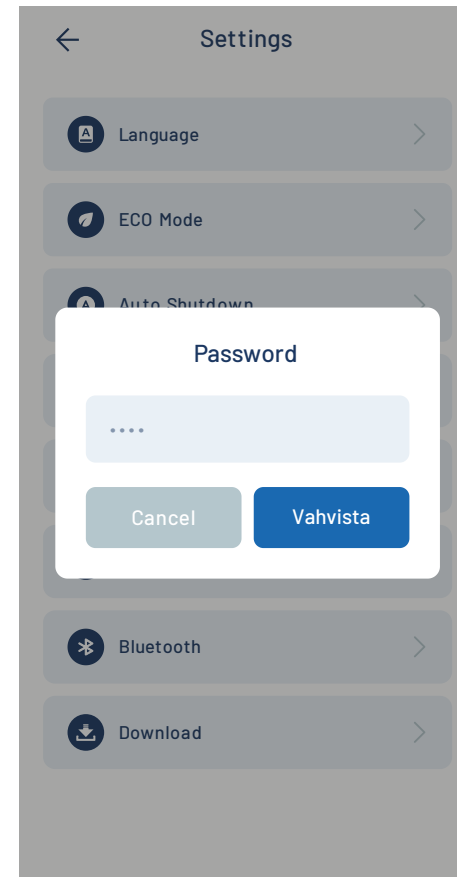 Settings
Language
ECO Mode
Auto Shutdown
Password
••••
Cancel
Vahvista
Bluetooth
Download